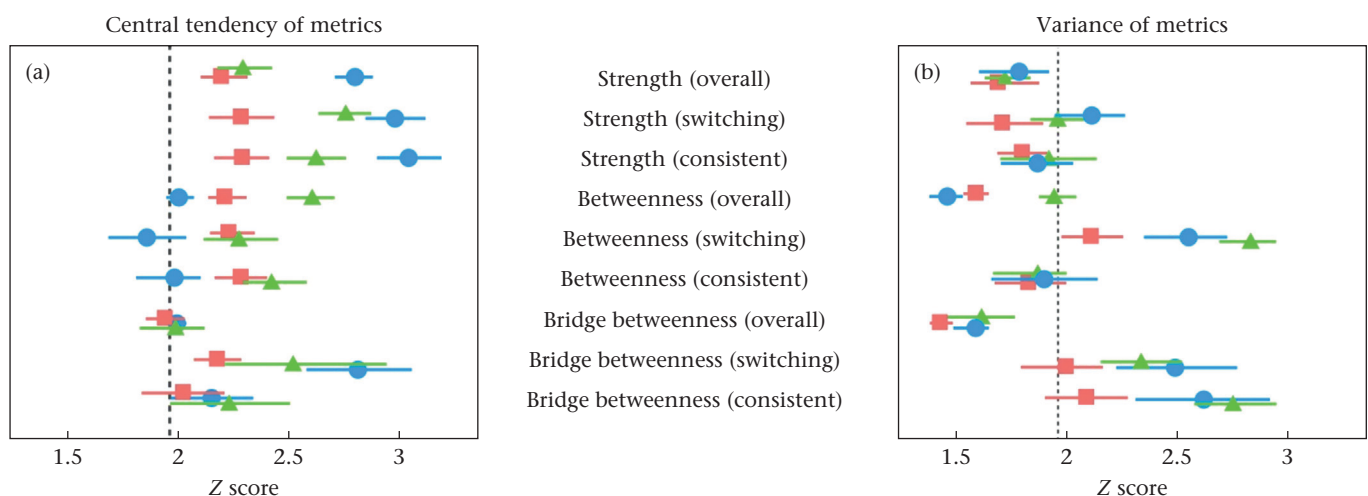 Central tendency of metrics
Variance of metrics
(a)
(b)
Strength (overall)
Strength (switching)
Strength (consistent)
Betweenness (overall)
Betweenness (switching)
Betweenness (consistent)
Bridge betweenness (overall)
Bridge betweenness (switching)
Bridge betweenness (consistent)
1.5 2 2.5 3
1.5 2 2.5 3
Z score
Z score